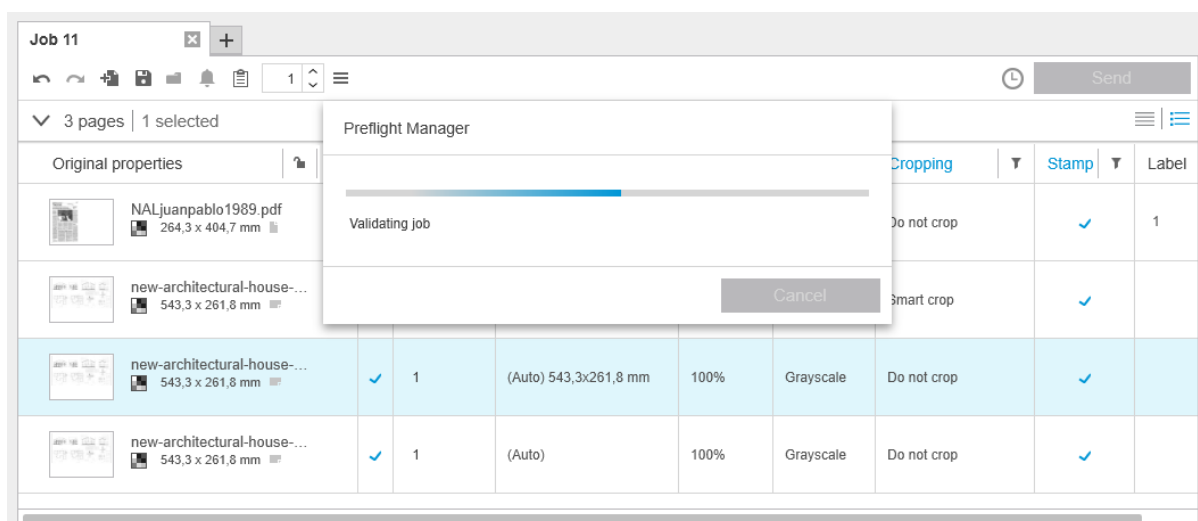 Job 11
1
Send
3 pages 1 selected
Preflight Manager
Validating job
Cancel
Original properties
Cropping Stamp Label
NALjuanpablo1989.pdf
264,3 x 404,7 mm
Do not crop 1
new-architectural-house-...
543,3 x 261,8 mm
Smart crop
new-architectural-house-...
543,3 x 261,8 mm
1 (Auto) 543,3x261,8 mm 100% Grayscale Do not crop
new-architectural-house-...
543,3 x 261,8 mm
1 (Auto) 100% Grayscale Do not crop